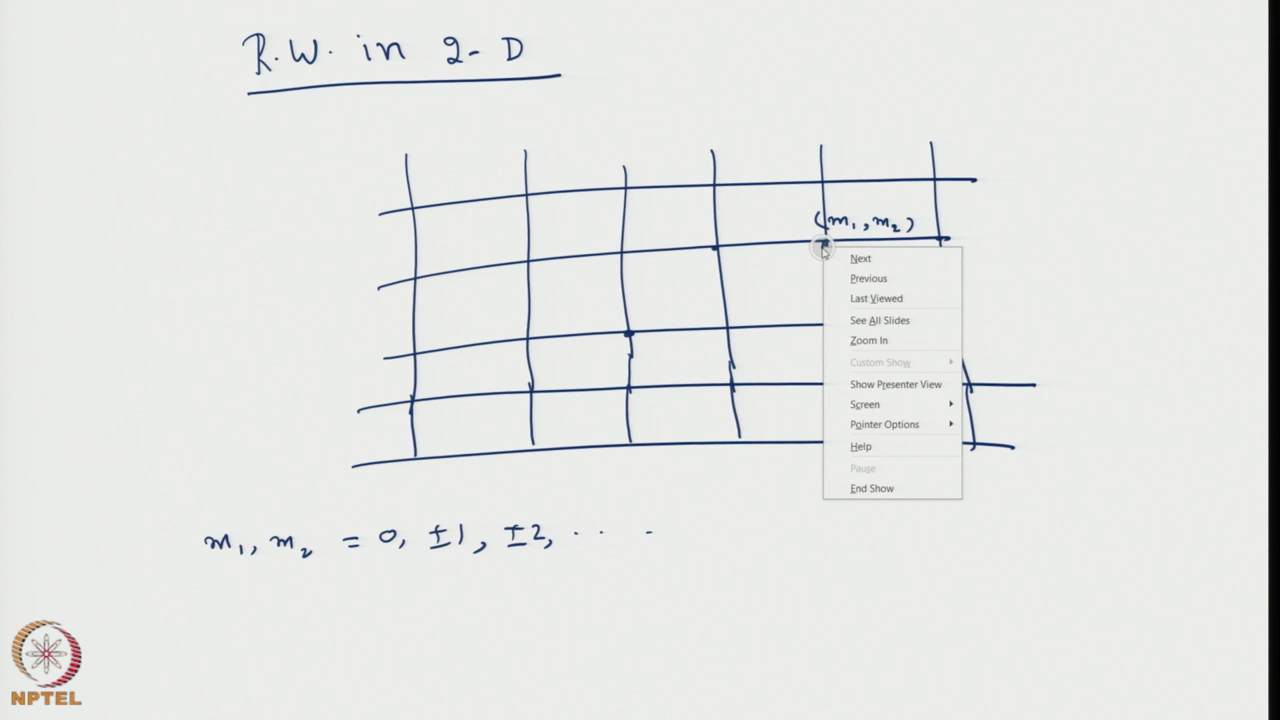 R.W. in 2-D
(m₁, m₂)
Next
Previous
Last Viewed
See All Slides
Zoom In
Custom Show
Show Presenter View
Screen
Pointer Options
Help
Pause
End Show
m₁, m₂ = 0, ±1, ±2, ....
NPTEL